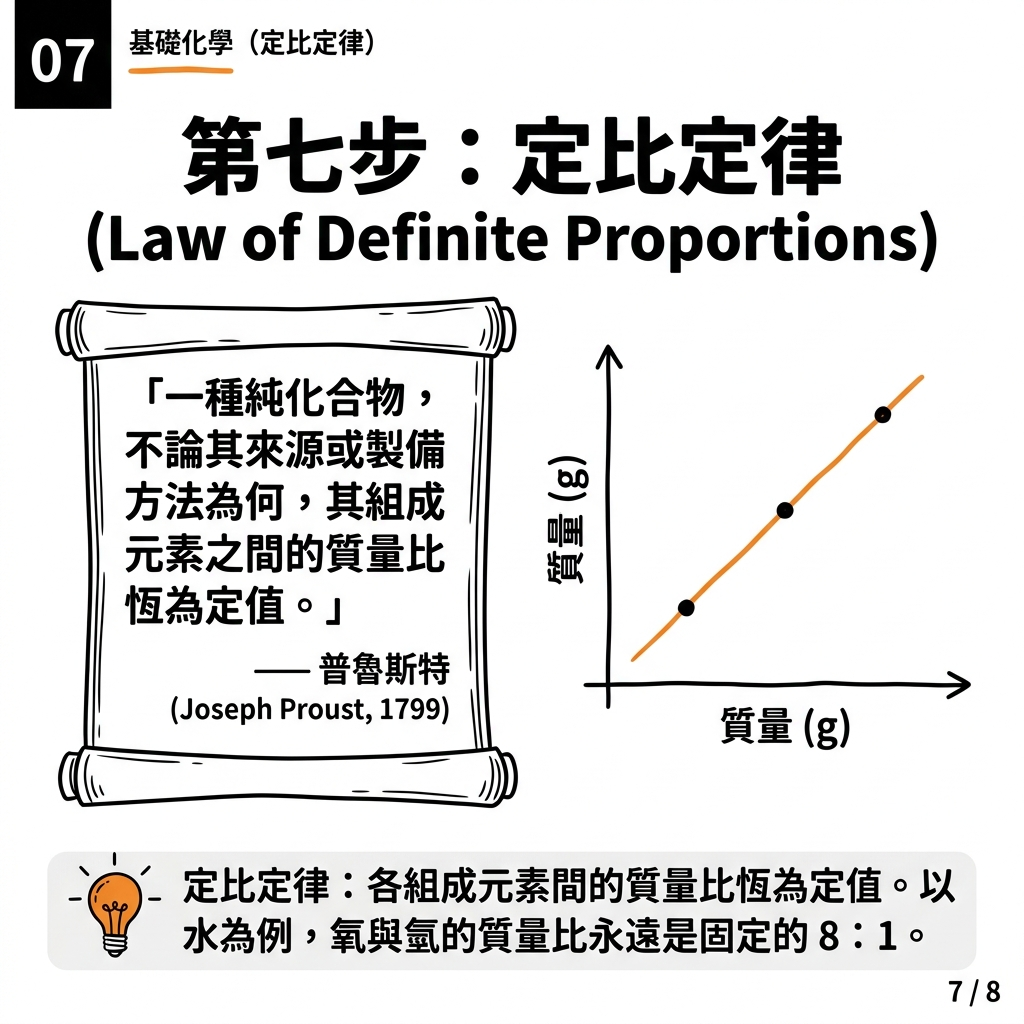 07
基礎化學（定比定律）
第七步：定比定律
(Law of Definite Proportions)
「一種純化合物，
不論其來源或製備
方法為何，其組成
元素之間的質量比
恆為定值。」
—— 普魯斯特
(Joseph Proust, 1799)
質量 (g)
質量 (g)
定比定律：各組成元素間的質量比恆為定值。以
水為例，氧與氫的質量比永遠是固定的 8：1。
7 / 8